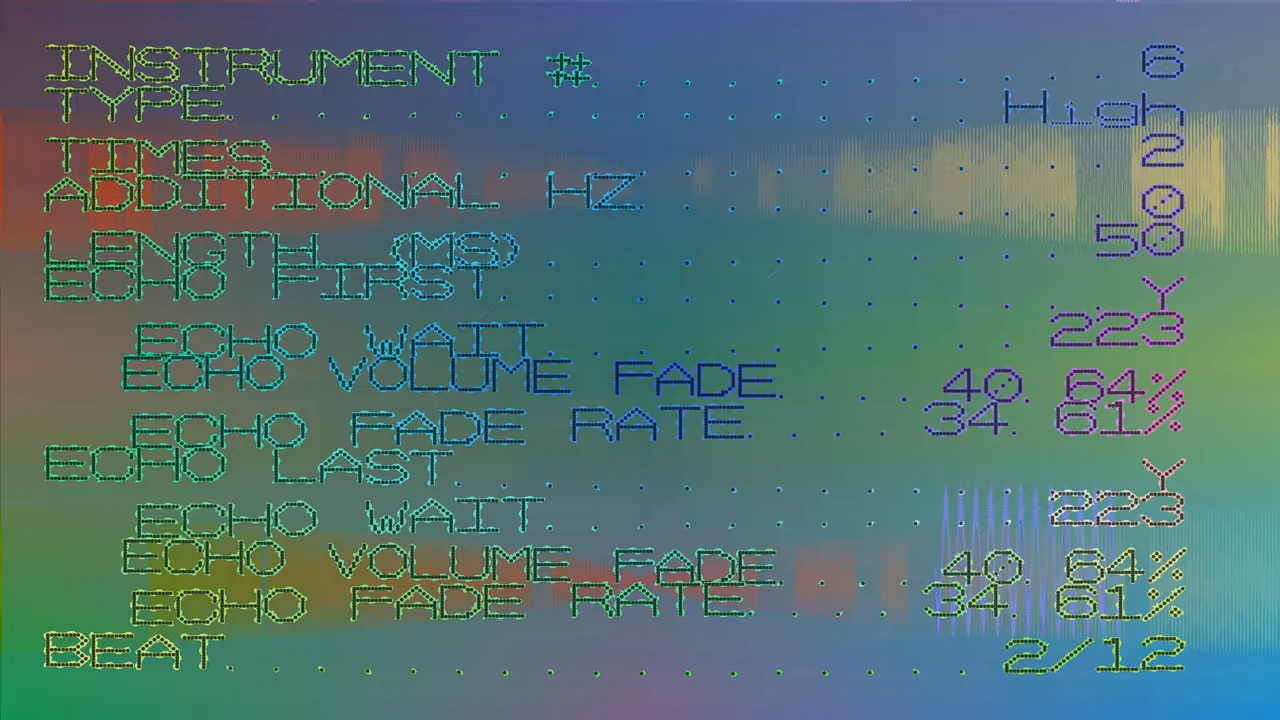 INSTRUMENT #. . . . . . . . . . . . 6
TYPE. . . . . . . . . . . . . . . . . High
TIMES. . . . . . . . . . . . . . . . . . . 2
ADDITIONAL HZ. . . . . . . . . . . 0
LENGTH (MS). . . . . . . . . . . . . 50
ECHO FIRST. . . . . . . . . . . . . . Y
ECHO WAIT. . . . . . . . . . . . 223
ECHO VOLUME FADE. . . . 40. 64%
ECHO FADE RATE. . . . 34. 61%
ECHO LAST. . . . . . . . . . . . . . . Y
ECHO WAIT. . . . . . . . . . . . 223
ECHO VOLUME FADE. . . . 40. 64%
ECHO FADE RATE. . . . 34. 61%
BEAT. . . . . . . . . . . . . . . . . 2/12